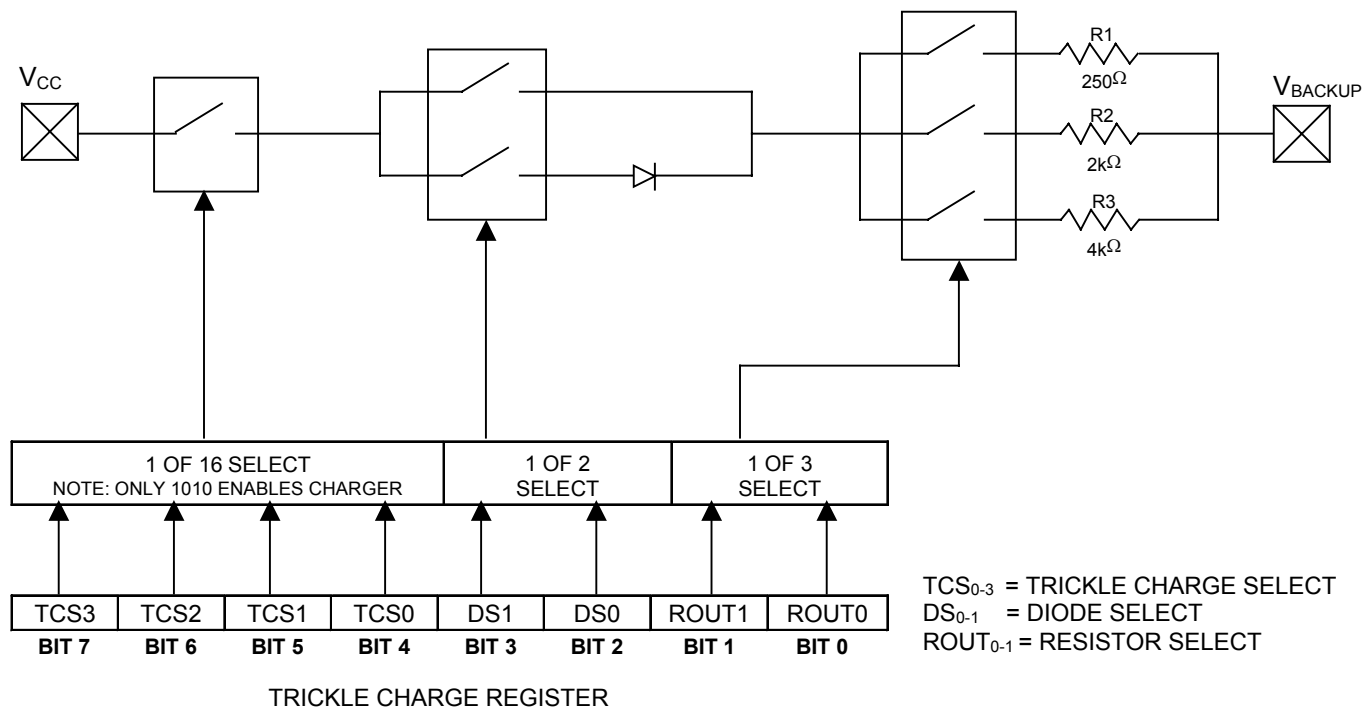 V_CC
R1
250Ω
R2
2kΩ
R3
4kΩ
V_BACKUP
1 OF 16 SELECT
NOTE: ONLY 1010 ENABLES CHARGER
1 OF 2
SELECT
1 OF 3
SELECT
TCS3 TCS2 TCS1 TCS0 DS1 DS0 ROUT1 ROUT0
BIT 7 BIT 6 BIT 5 BIT 4 BIT 3 BIT 2 BIT 1 BIT 0
TCS₀₋₃ = TRICKLE CHARGE SELECT
DS₀₋₁ = DIODE SELECT
ROUT₀₋₁ = RESISTOR SELECT
TRICKLE CHARGE REGISTER